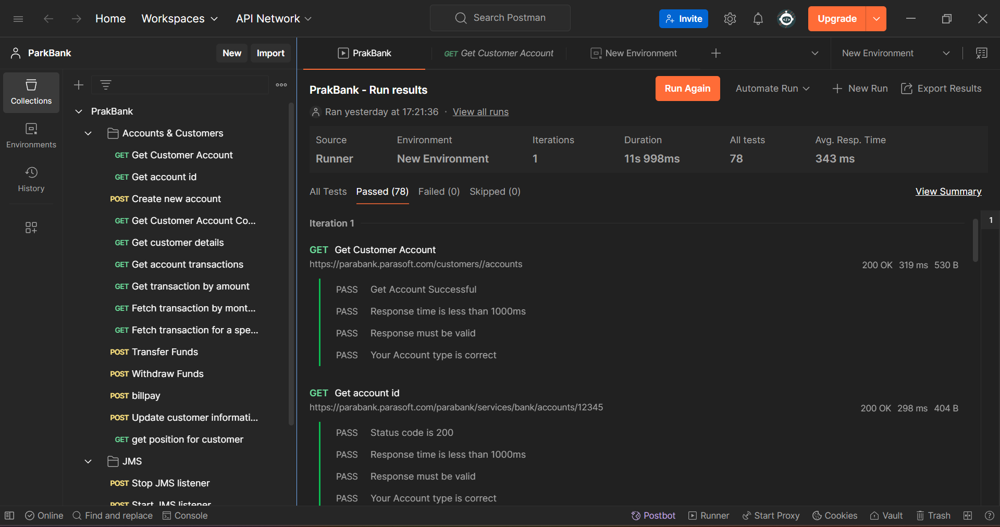 Home Workspaces API Network Search Postman Invite Upgrade
ParkBank New Import
PrakBank GET Get Customer Account New Environment New Environment
Collections
Environments
History
PrakBank
Accounts & Customers
GET Get Customer Account
GET Get account id
POST Create new account
GET Get Customer Account Co...
GET Get customer details
GET Get account transactions
GET Get transaction by amount
GET Fetch transaction by mont...
GET Fetch transaction for a spe...
POST Transfer Funds
POST Withdraw Funds
POST billpay
POST Update customer informati...
GET get position for customer
JMS
POST Stop JMS listener
POST Start JMS listener
PrakBank - Run results Run Again Automate Run New Run Export Results
Ran yesterday at 17:21:36 · View all runs
Source Environment Iterations Duration All tests Avg. Resp. Time
Runner New Environment 1 11s 998ms 78 343 ms
All Tests Passed (78) Failed (0) Skipped (0) View Summary
Iteration 1 1
GET Get Customer Account
https://parabank.parasoft.com/customers//accounts 200 OK 319 ms 530 B
PASS Get Account Successful
PASS Response time is less than 1000ms
PASS Response must be valid
PASS Your Account type is correct
GET Get account id
https://parabank.parasoft.com/parabank/services/bank/accounts/12345 200 OK 298 ms 404 B
PASS Status code is 200
PASS Response time is less than 1000ms
PASS Response must be valid
PASS Your Account type is correct
Online Find and replace Console Postbot Runner Start Proxy Cookies Vault Trash